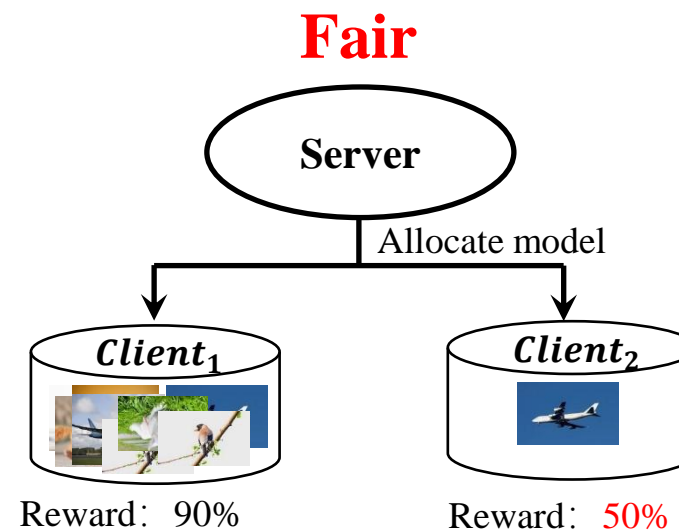 Fair
Server
Allocate model
Client₁
Client₂
Reward： 90%
Reward： 50%